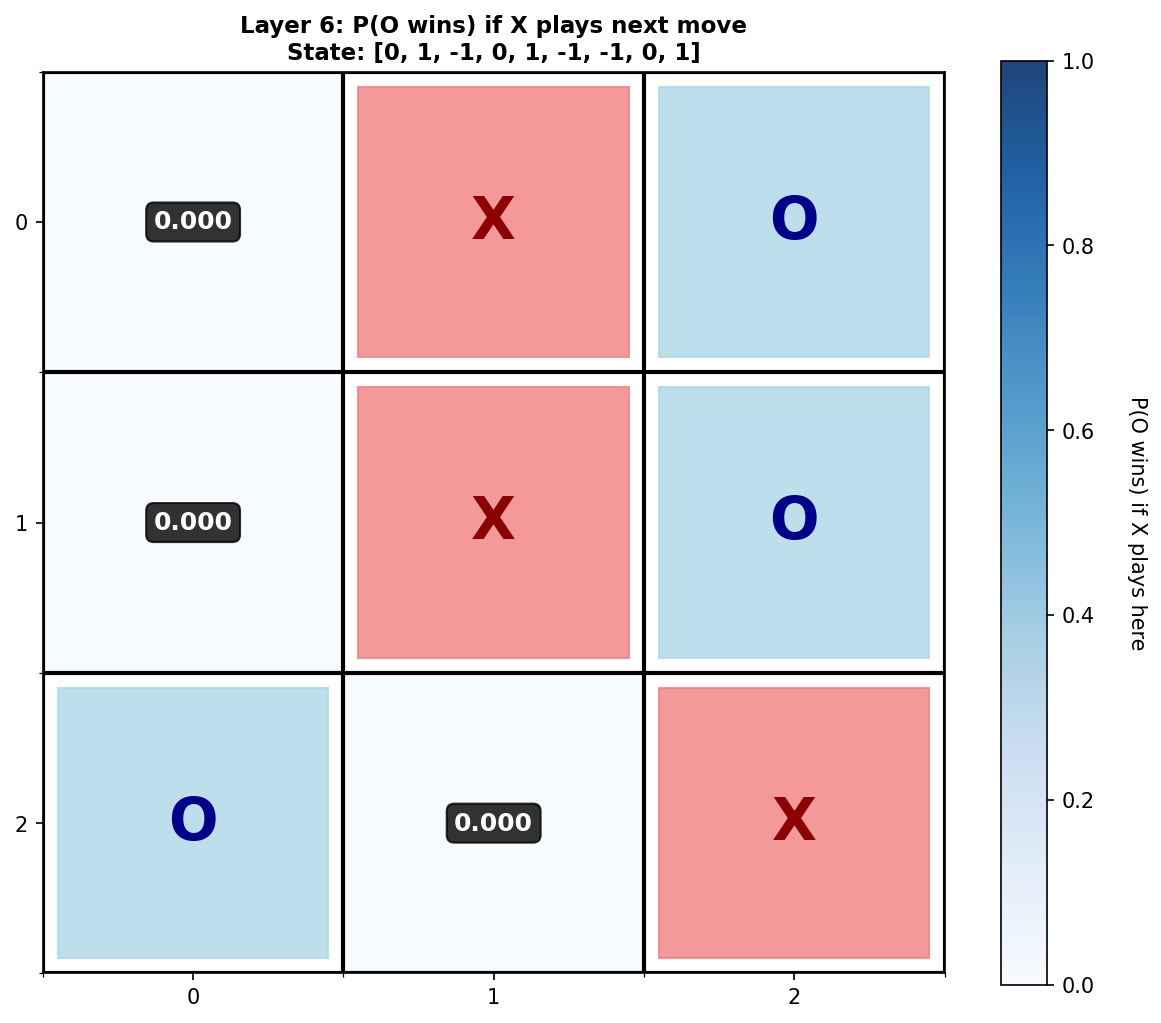 Layer 6: P(O wins) if X plays next move
State: [0, 1, -1, 0, 1, -1, -1, 0, 1]
0 0.000 X O
1 0.000 X O
2 O 0.000 X
0 1 2
1.0
0.8
0.6
0.4
0.2
0.0
P(O wins) if X plays here